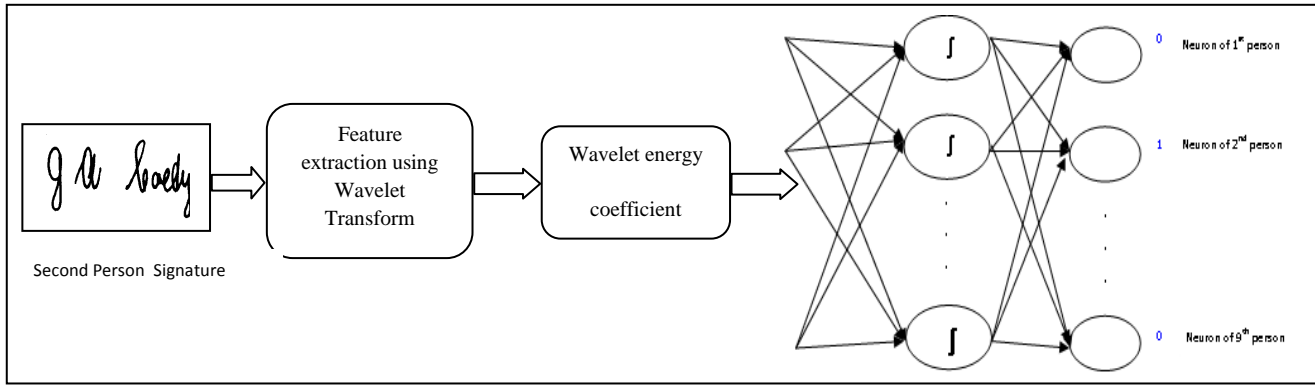 g a Coedy
Second Person Signature
Feature
extraction using
Wavelet
Transform
Wavelet energy
coefficient
∫
∫
∫
0 Neuron of 1st person
1 Neuron of 2nd person
0 Neuron of 9th person